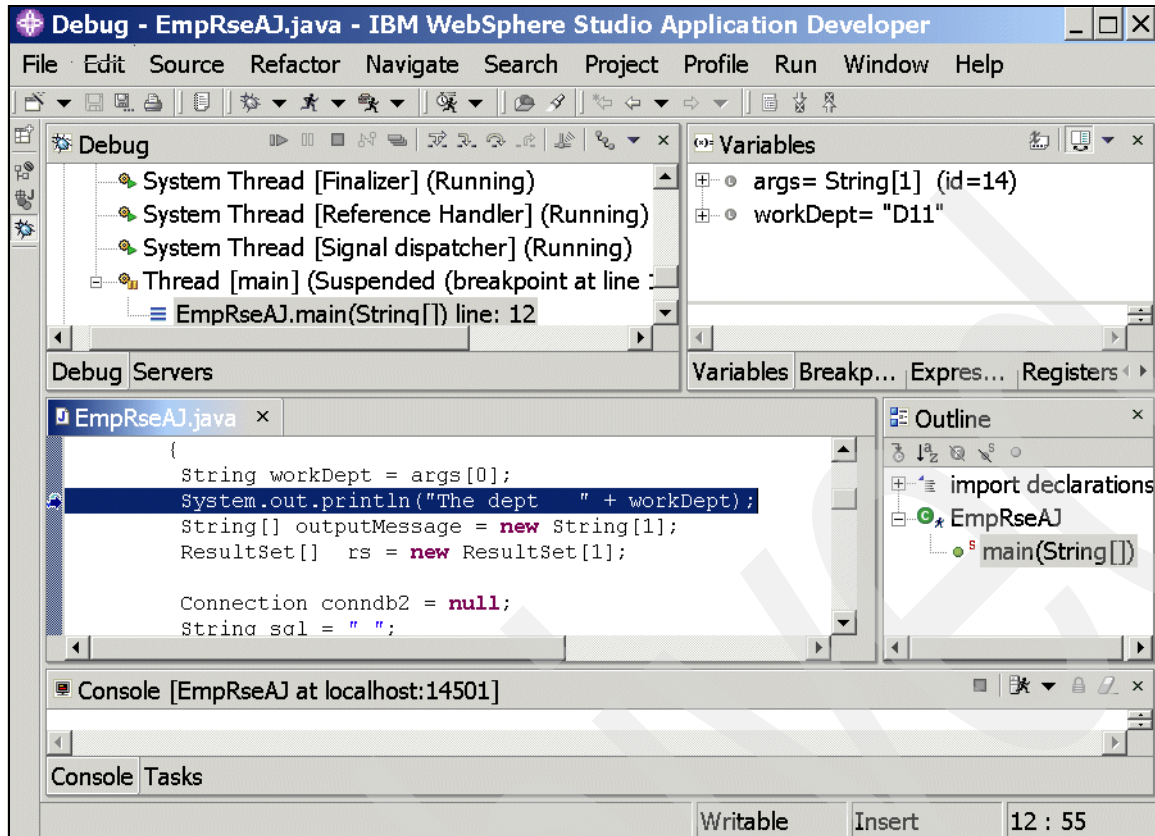 Debug - EmpRseAJ.java - IBM WebSphere Studio Application Developer
File Edit Source Refactor Navigate Search Project Profile Run Window Help
Debug
System Thread [Finalizer] (Running)
System Thread [Reference Handler] (Running)
System Thread [Signal dispatcher] (Running)
Thread [main] (Suspended (breakpoint at line
EmpRseAJ.main(String[]) line: 12
Debug Servers
Variables
args= String[1] (id=14)
workDept= "D11"
Variables Breakp... Expres... Registers
EmpRseAJ.java
{
String workDept = args[0];
System.out.println("The dept   " + workDept);
String[] outputMessage = new String[1];
ResultSet[]  rs = new ResultSet[1];
Connection conndb2 = null;
String sql = " ";
Outline
import declarations
EmpRseAJ
main(String[])
Console [EmpRseAJ at localhost:14501]
Console Tasks
Writable Insert 12 : 55